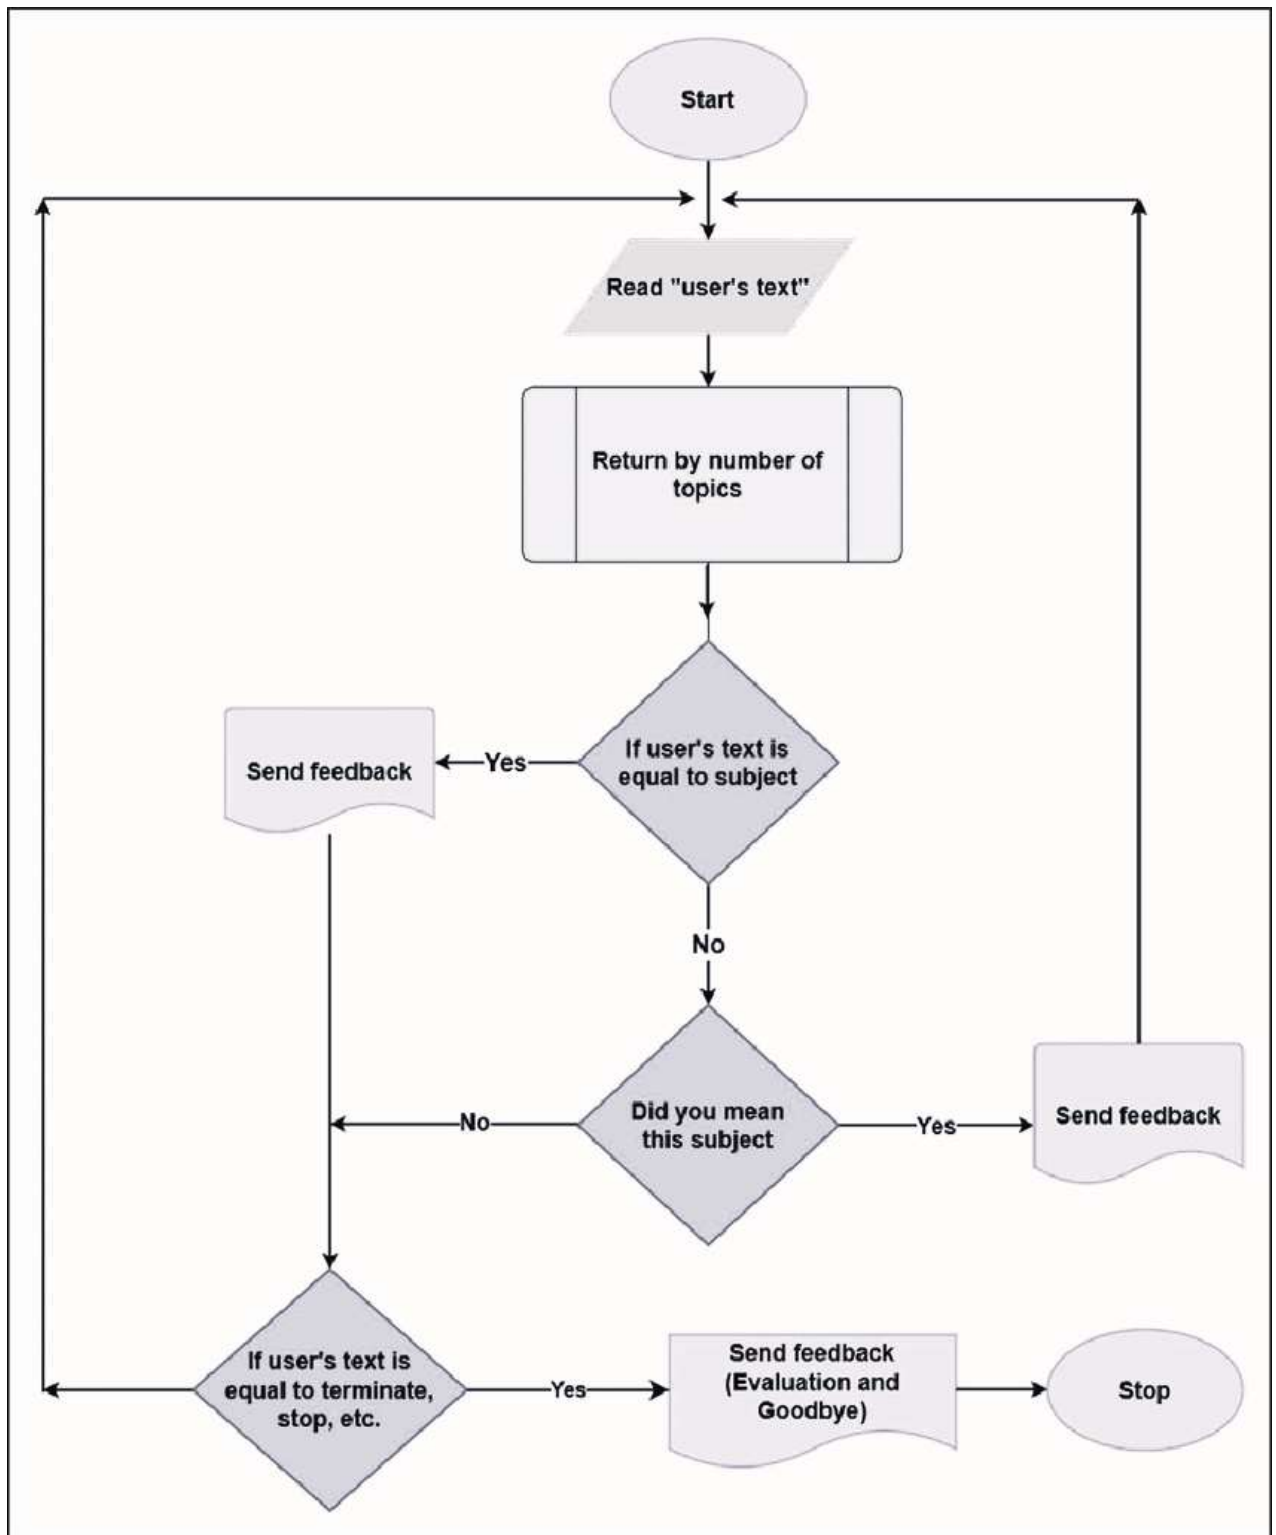 Start
Read "user's text"
Return by number of
topics
If user's text is
equal to subject
Yes
Send feedback
No
Did you mean
this subject
No
Yes
Send feedback
If user's text is
equal to terminate,
stop, etc.
Yes
Send feedback
(Evaluation and
Goodbye)
Stop